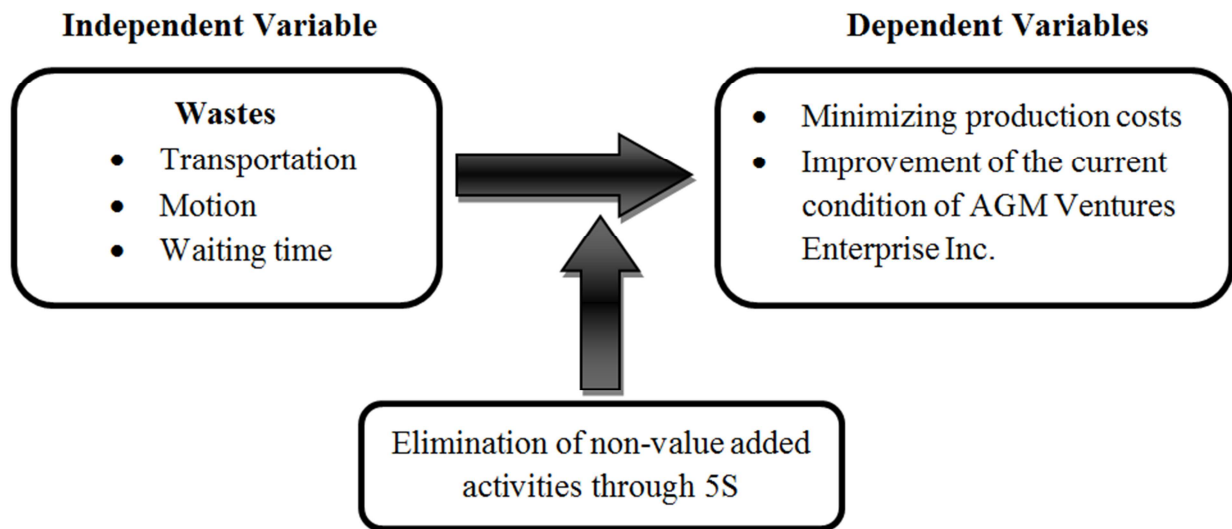 Independent Variable
Wastes
• Transportation
• Motion
• Waiting time
Dependent Variables
• Minimizing production costs
• Improvement of the current
condition of AGM Ventures
Enterprise Inc.
Elimination of non-value added
activities through 5S